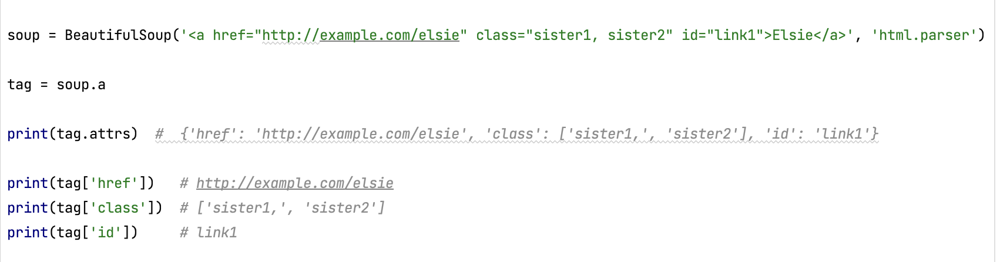 soup = BeautifulSoup('<a href="http://example.com/elsie" class="sister1, sister2" id="link1">Elsie</a>', 'html.parser')
tag = soup.a
print(tag.attrs)  #  {'href': 'http://example.com/elsie', 'class': ['sister1,', 'sister2'], 'id': 'link1'}
print(tag['href'])   # http://example.com/elsie
print(tag['class'])  # ['sister1,', 'sister2']
print(tag['id'])     # link1